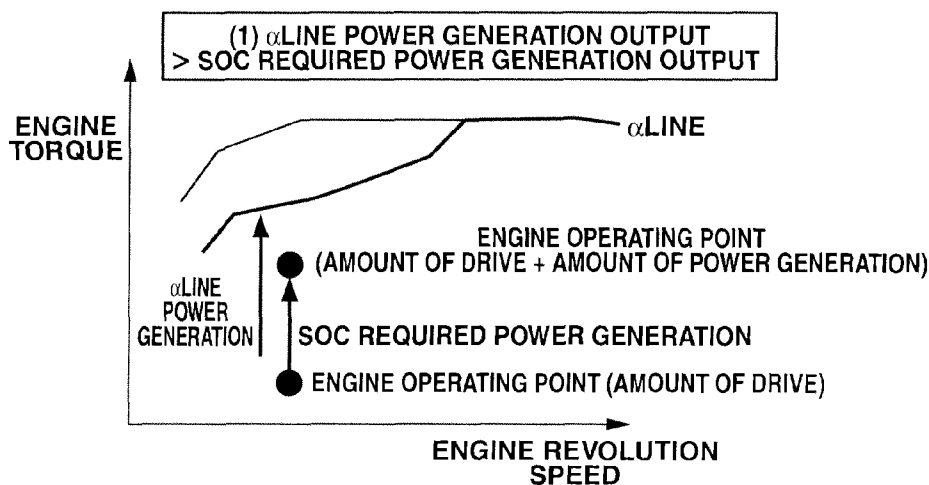 (1) αLINE POWER GENERATION OUTPUT
> SOC REQUIRED POWER GENERATION OUTPUT
ENGINE
TORQUE
αLINE
ENGINE OPERATING POINT
(AMOUNT OF DRIVE + AMOUNT OF POWER GENERATION)
αLINE
POWER
GENERATION
SOC REQUIRED POWER GENERATION
ENGINE OPERATING POINT (AMOUNT OF DRIVE)
ENGINE REVOLUTION
SPEED